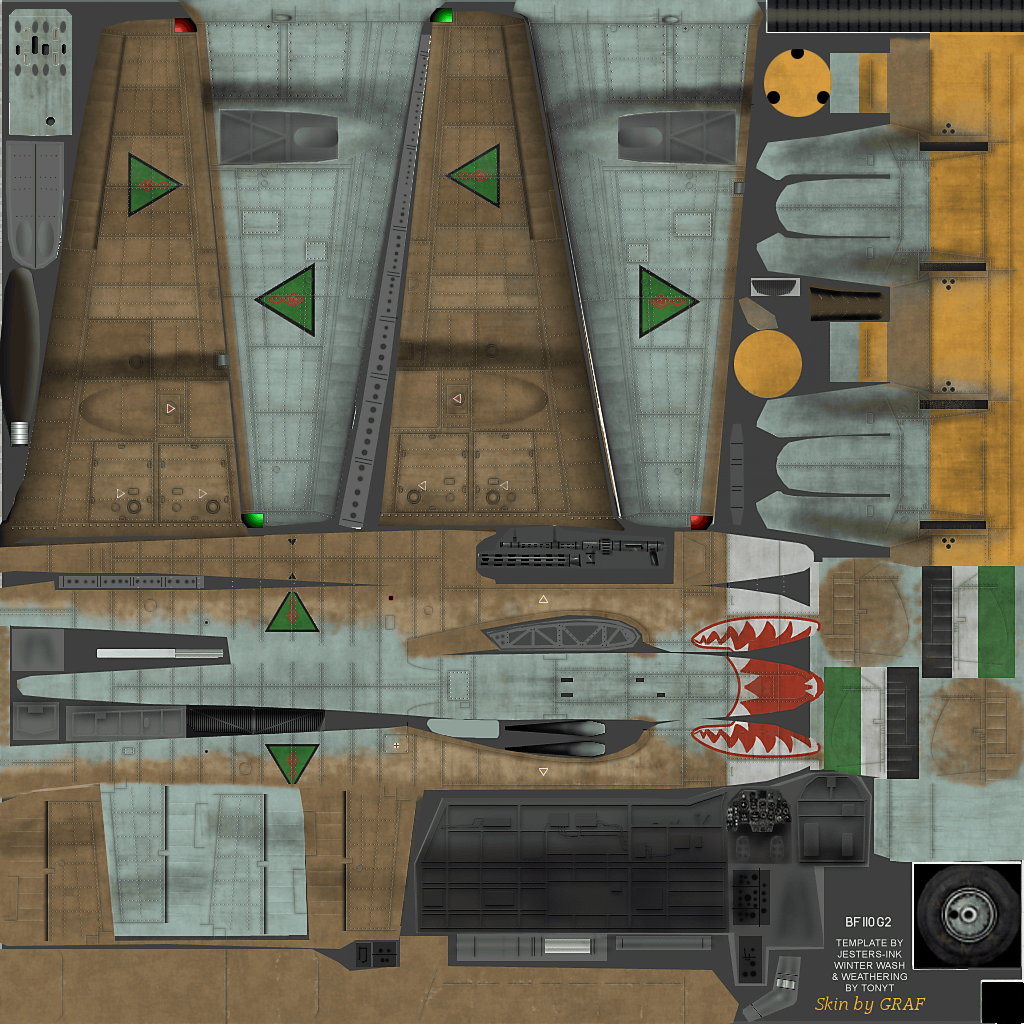 BF110G2
TEMPLATE BY
JESTERS-INK
WINTER WASH
& WEATHERING
BY TONYT
Skin by GRAF